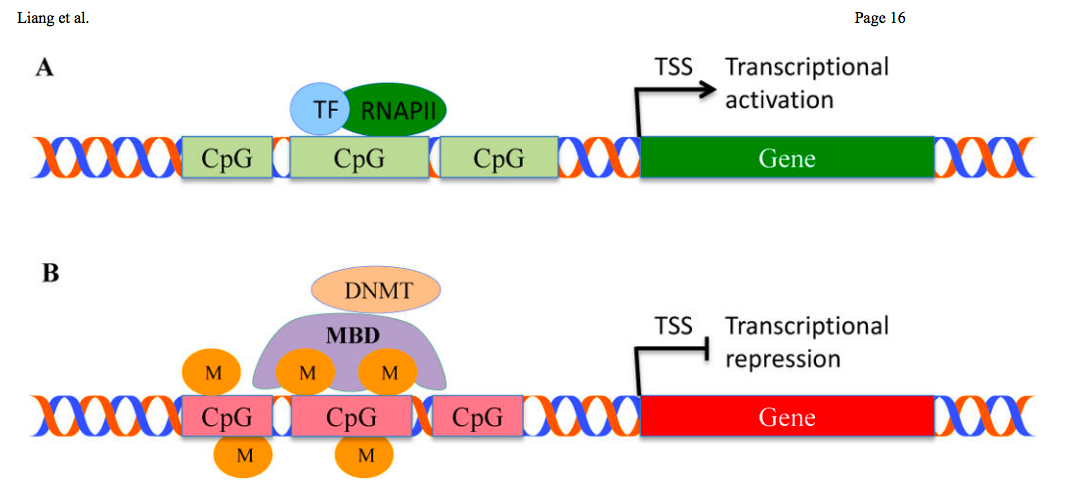 Liang et al. Page 16
A
TSS Transcriptional
activation
TF RNAPII
CpG CpG CpG Gene
B
DNMT
TSS Transcriptional
repression
MBD
M M M
CpG CpG CpG Gene
M M